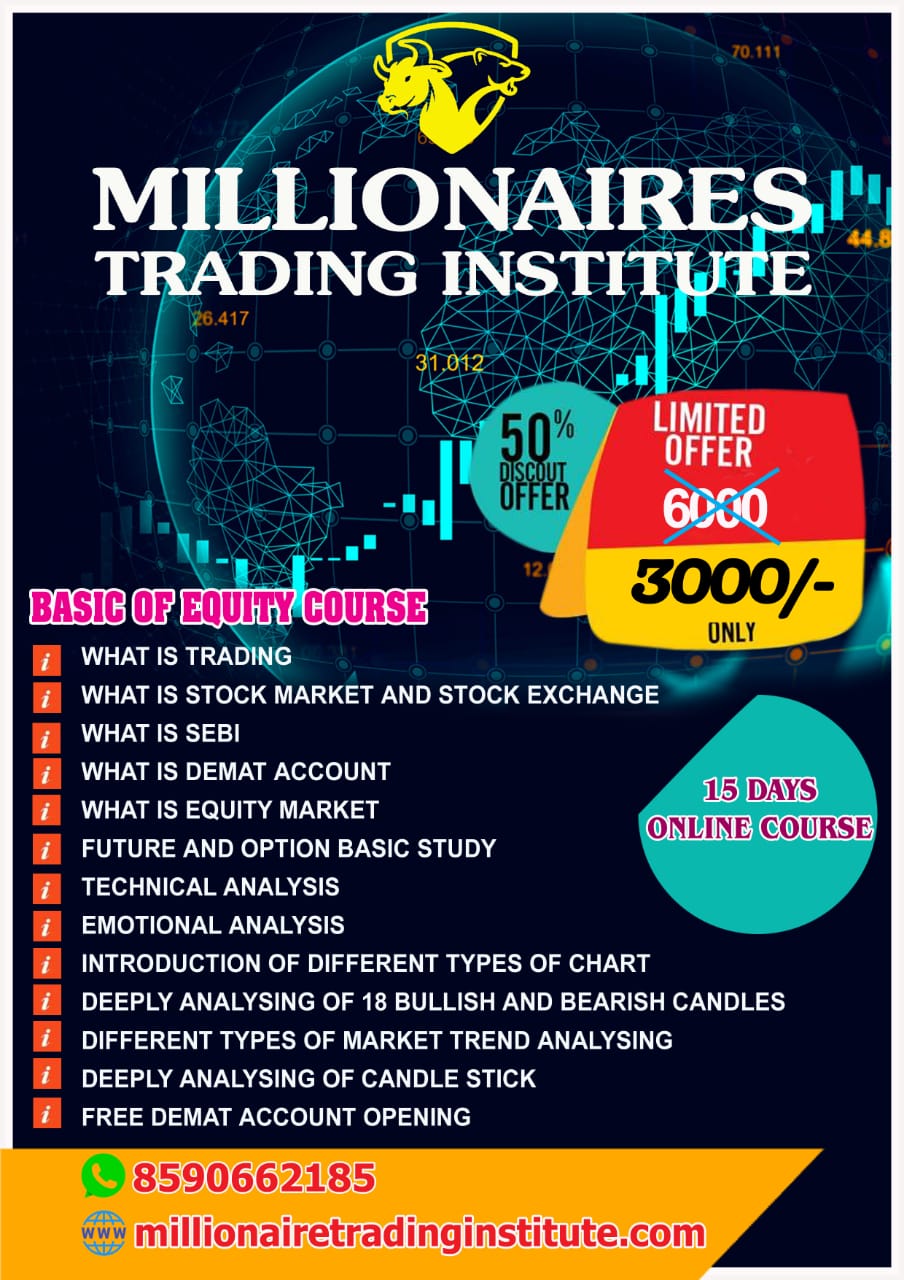 70.111
MILLIONAIRES
TRADING INSTITUTE
44.8
26.417
31.012
50%
DISCOUT
OFFER
LIMITED
OFFER
6000
3000/-
ONLY
BASIC OF EQUITY COURSE
i WHAT IS TRADING
i WHAT IS STOCK MARKET AND STOCK EXCHANGE
i WHAT IS SEBI
i WHAT IS DEMAT ACCOUNT
i WHAT IS EQUITY MARKET
i FUTURE AND OPTION BASIC STUDY
i TECHNICAL ANALYSIS
i EMOTIONAL ANALYSIS
i INTRODUCTION OF DIFFERENT TYPES OF CHART
i DEEPLY ANALYSING OF 18 BULLISH AND BEARISH CANDLES
i DIFFERENT TYPES OF MARKET TREND ANALYSING
i DEEPLY ANALYSING OF CANDLE STICK
i FREE DEMAT ACCOUNT OPENING
15 DAYS
ONLINE COURSE
8590662185
www millionairetradinginstitute.com